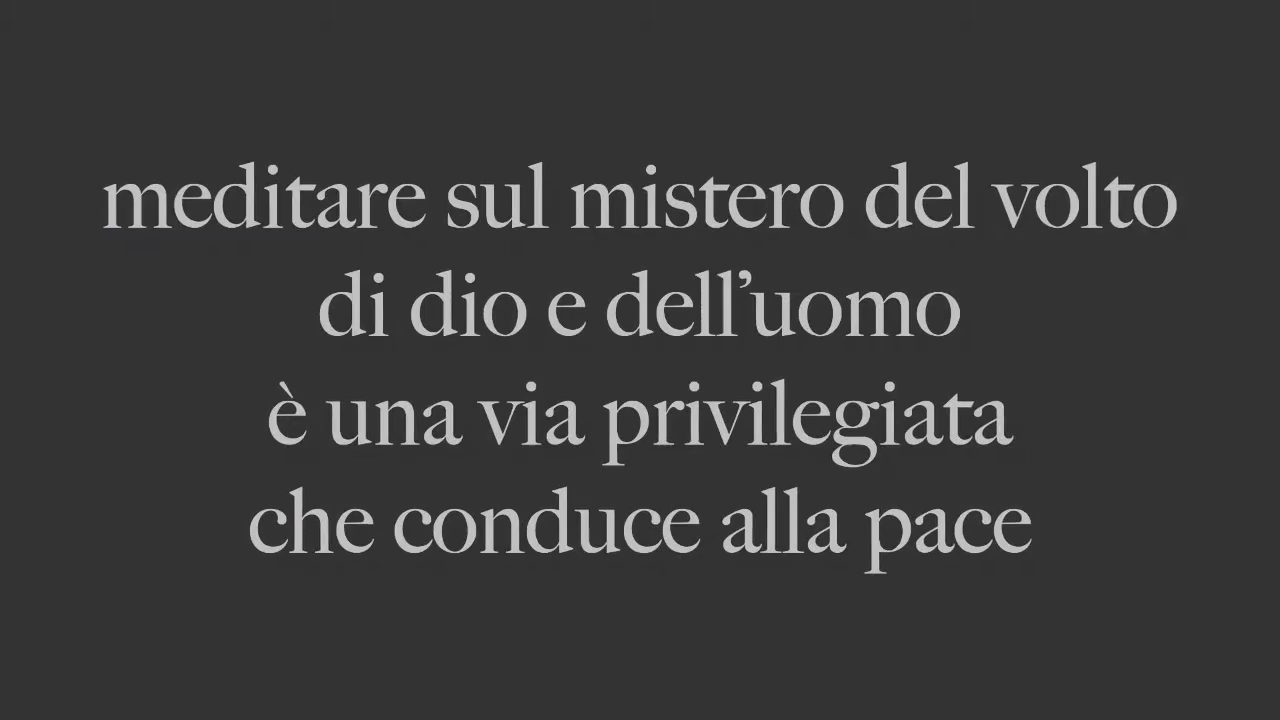 meditare sul mistero del volto
di dio e dell’uomo
è una via privilegiata
che conduce alla pace